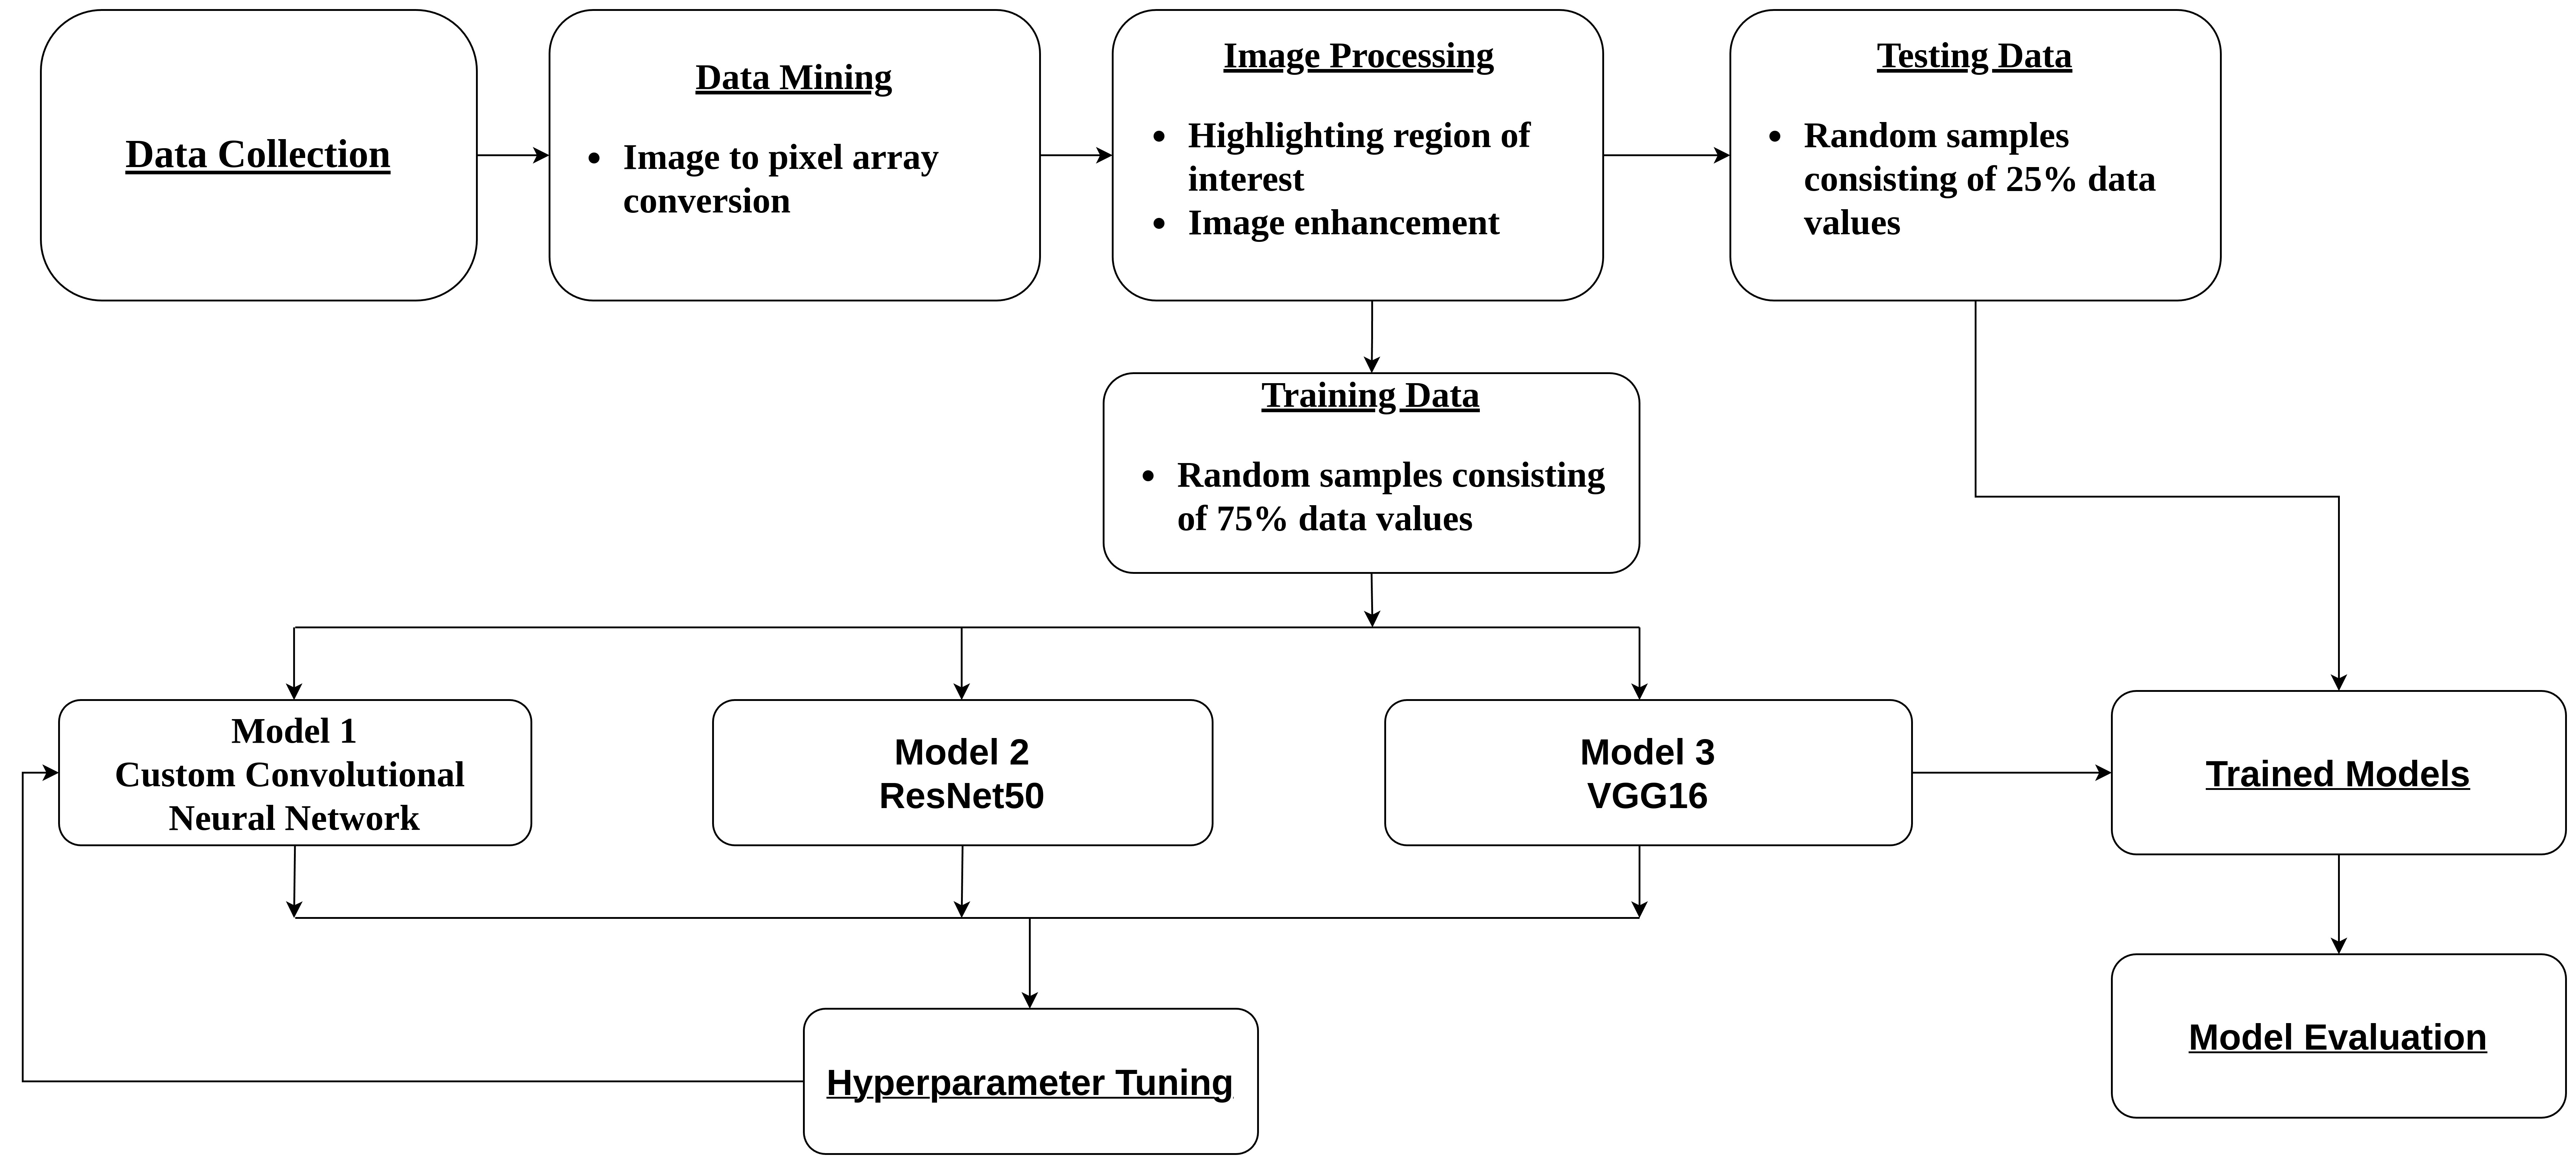 Data Collection
Data Mining
• Image to pixel array
conversion
Image Processing
• Highlighting region of
interest
• Image enhancement
Testing Data
• Random samples
consisting of 25% data
values
Training Data
• Random samples consisting
of 75% data values
Model 1
Custom Convolutional
Neural Network
Model 2
ResNet50
Model 3
VGG16
Trained Models
Hyperparameter Tuning
Model Evaluation